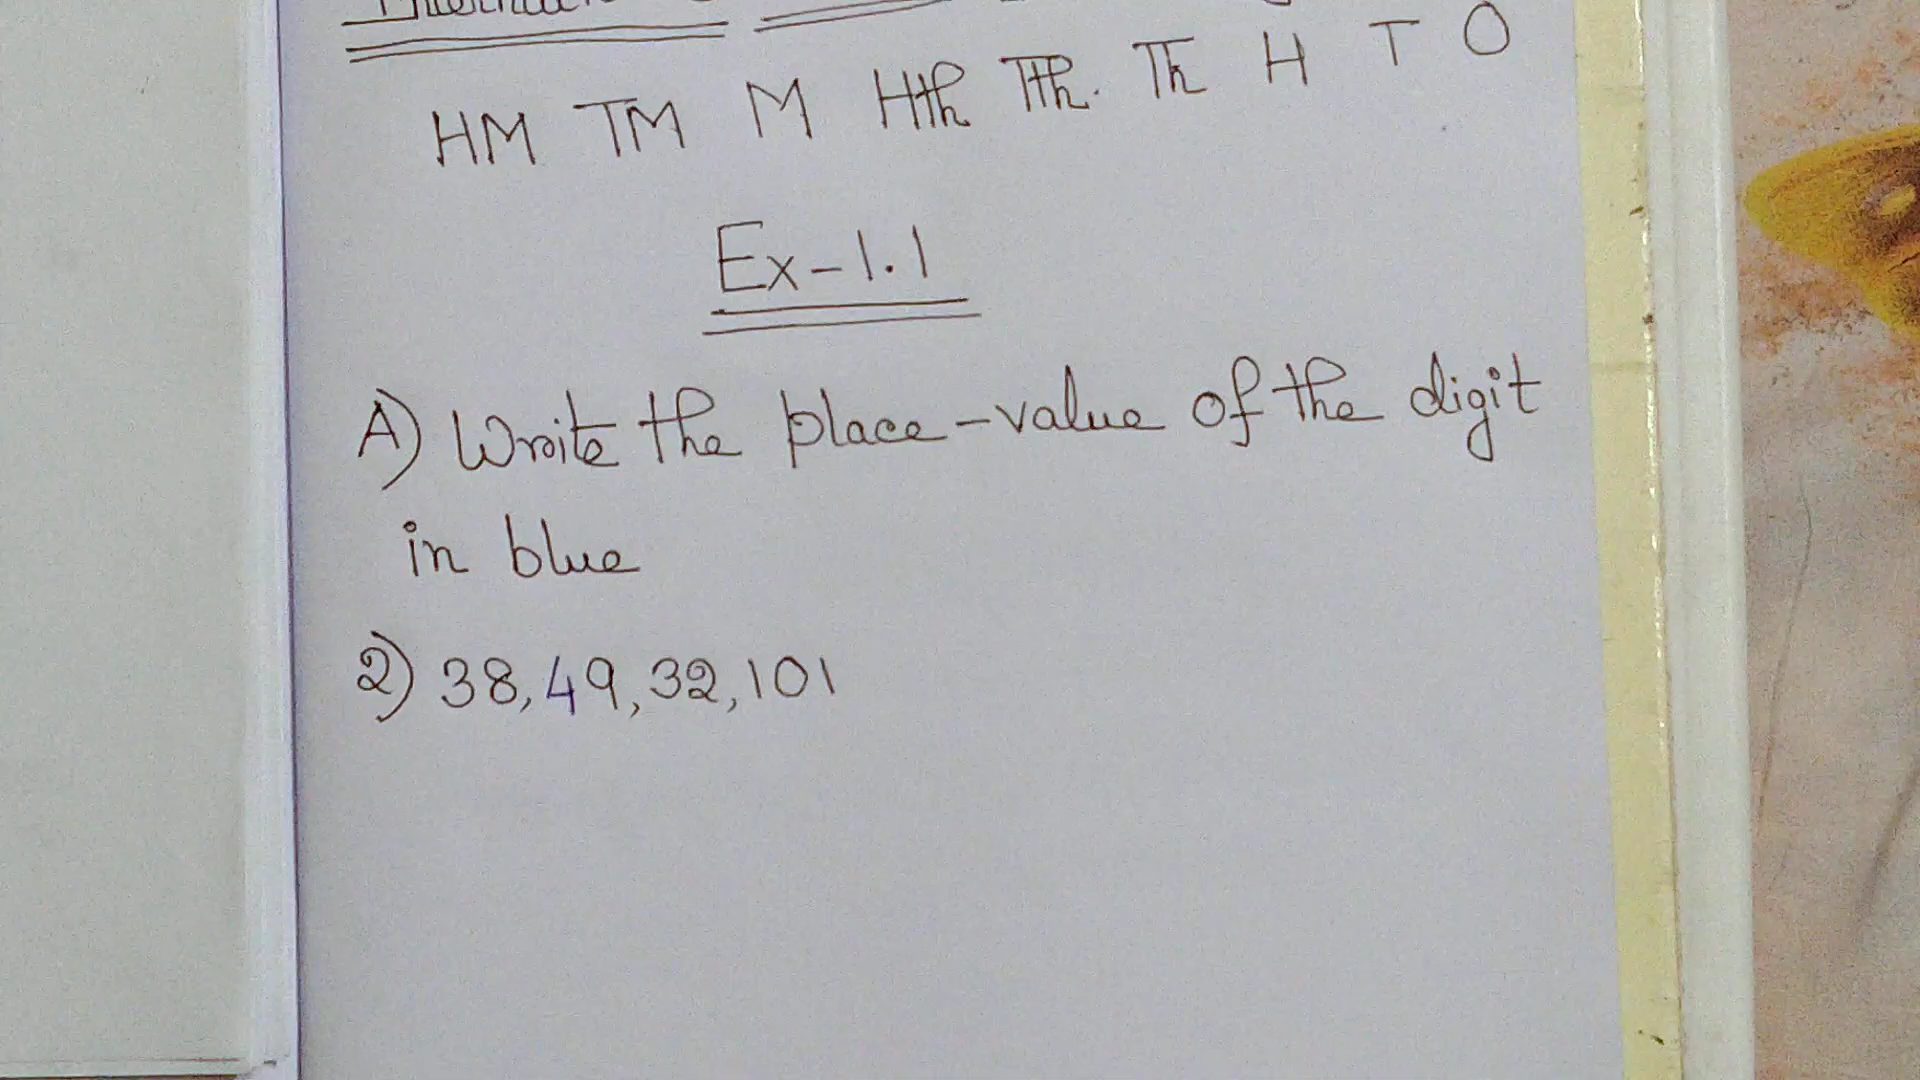 HM TM M Hth Tth. Th H T O
Ex-1.1
A) Write the place-value of the digit
in blue
2) 38,49,32,101